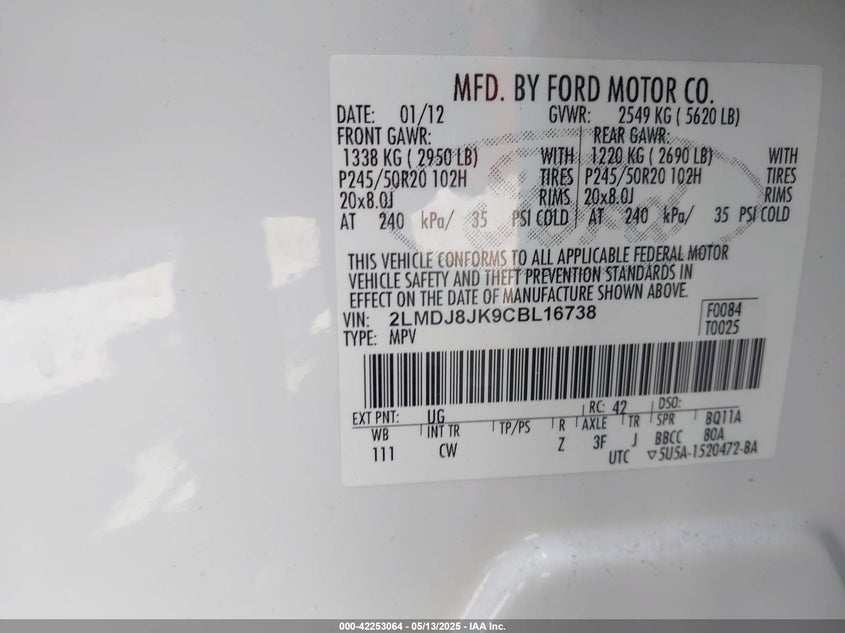 MFD. BY FORD MOTOR CO.
DATE: 01/12 GVWR: 2549 KG ( 5620 LB)
FRONT GAWR: REAR GAWR:
1338 KG ( 2950 LB) WITH 1220 KG ( 2690 LB) WITH
P245/50R20 102H TIRES P245/50R20 102H TIRES
20x8.0J RIMS 20x8.0J RIMS
AT 240 kPa/ 35 PSI COLD AT 240 kPa/ 35 PSI COLD
THIS VEHICLE CONFORMS TO ALL APPLICABLE FEDERAL MOTOR
VEHICLE SAFETY AND THEFT PREVENTION STANDARDS IN
EFFECT ON THE DATE OF MANUFACTURE SHOWN ABOVE.
VIN: 2LMDJ8JK9CBL16738 F0084
TYPE: MPV T0025
EXT PNT: UG RC: 42 DSO:
WB INT TR TP/PS R AXLE TR SPR BQ11A
111 CW Z 3F J BBCC 80A
UTC ▽5U5A-1520472-BA
000-42253064 - 05/13/2025 - IAA Inc.